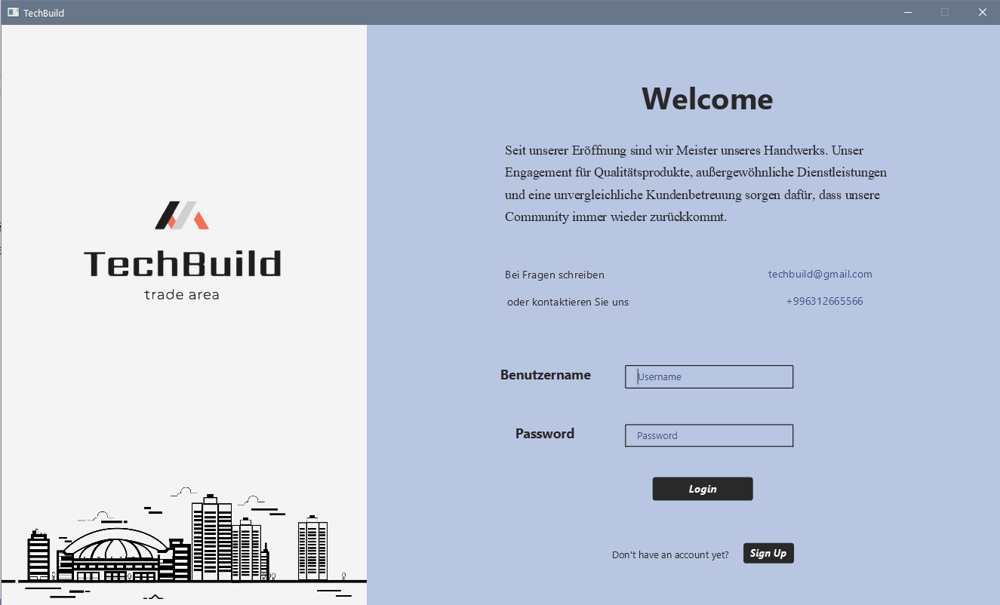 TechBuild
TechBuild
trade area
Welcome
Seit unserer Eröffnung sind wir Meister unseres Handwerks. Unser
Engagement für Qualitätsprodukte, außergewöhnliche Dienstleistungen
und eine unvergleichliche Kundenbetreuung sorgen dafür, dass unsere
Community immer wieder zurückkommt.
Bei Fragen schreiben techbuild@gmail.com
oder kontaktieren Sie uns +996312665566
Benutzername Username
Password Password
Login
Don't have an account yet? Sign Up